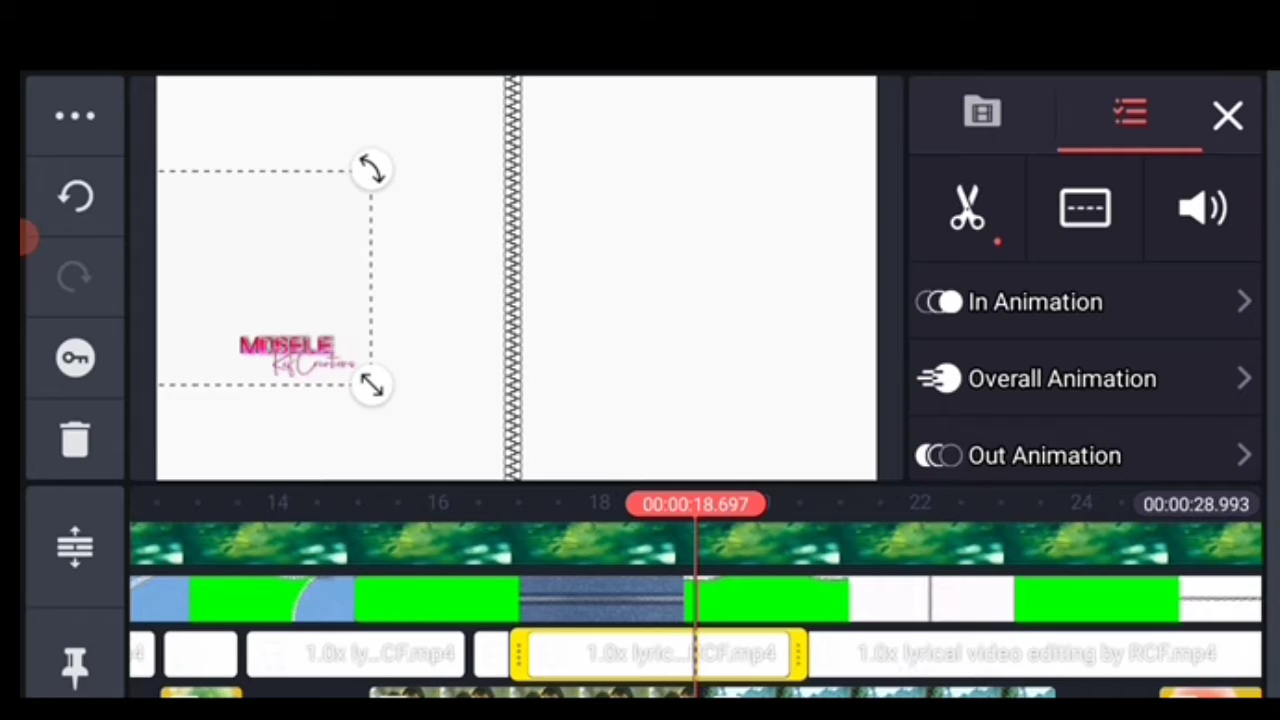 MOSELE
In Animation
Overall Animation
Out Animation
14
16
18
00:00:18.697
22
24
00:00:28.993
1.0x ly...CF.mp4
1.0x lyric...RCF.mp4
1.0x lyrical video editing by RCF.mp4